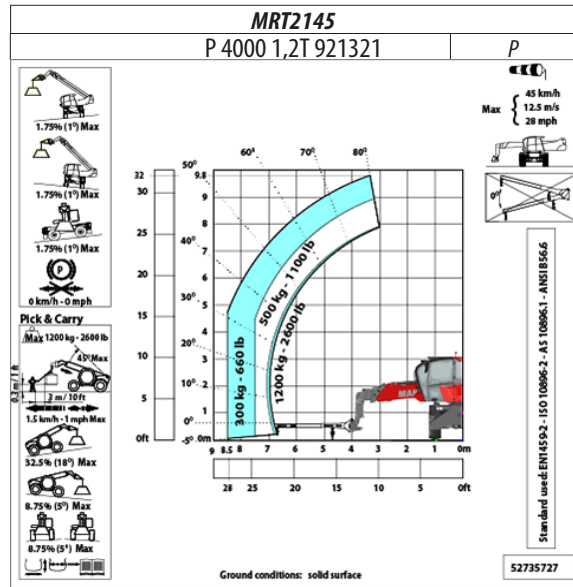 MRT2145
P 4000 1,2T 921321
P
1.75% (1°) Max
1.75% (1°) Max
1.75% (1°) Max
P
0 km/h - 0 mph
Pick & Carry
Max 1200 kg - 2600 lb
45° Max
0.3 m / 1 ft
3 m / 10 ft
1.5 km/h - 1 mph Max
32.5% (18°) Max
8.75% (5°) Max
8.75% (5°) Max
45 km/h
Max
12.5 m/s
28 mph
0°
60° 70° 80°
50°
40°
30°
20°
10°
0°
-5°
32
30
25
20
15
10
5
0ft
9.8
9
8
7
6
5
4
3
2
1
0m
300 kg - 660 lb
500 kg - 1100 lb
1200 kg - 2600 lb
MAN
9 8.5 8 7 6 5 4 3 2 1 0m
28 25 20 15 10 5 0ft
Ground conditions: solid surface
Standard used: EN1459-2 - ISO 10896-2 - AS 10896.1 - ANSI B56.6
52735727